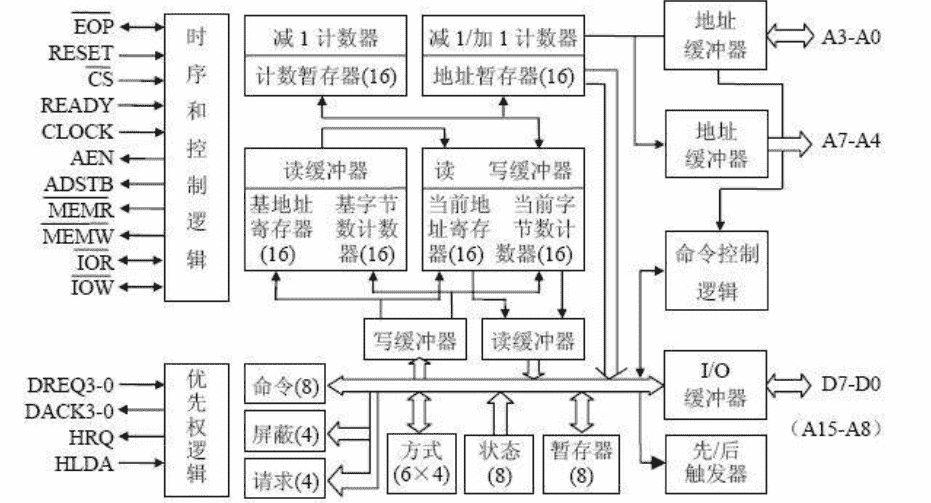 EOP
RESET
CS
READY
CLOCK
AEN
ADSTB
MEMR
MEMW
IOR
IOW
时序和控制逻辑
减1计数器
计数暂存器(16)
减1/加1计数器
地址暂存器(16)
地址
缓冲器
A3-A0
地址
缓冲器
A7-A4
读缓冲器
基地址
寄存器
(16)
基字节
数计数
器(16)
读 写缓冲器
当前地
址寄存
器(16)
当前字
节数计
数器(16)
命令控制
逻辑
写缓冲器
读缓冲器
DREQ3-0
DACK3-0
HRQ
HLDA
优先权逻辑
命令(8)
屏蔽(4)
请求(4)
方式
(6×4)
状态
(8)
暂存器
(8)
I/O
缓冲器
D7-D0
(A15-A8)
先/后
触发器